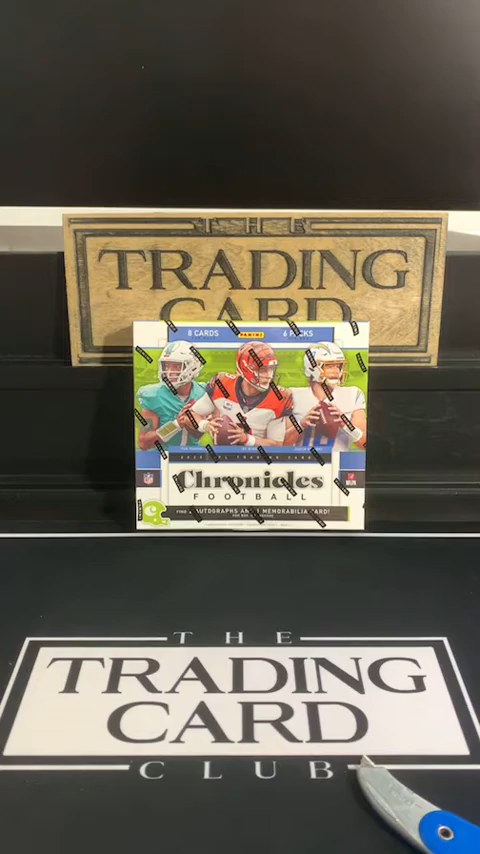 THE
TRADING
CARD
8 CARDS PANINI 6 PACKS
Chronicles
FOOTBALL
AUTOGRAPHS AND MEMORABILIA CARD!
THE
TRADING
CARD
CLUB